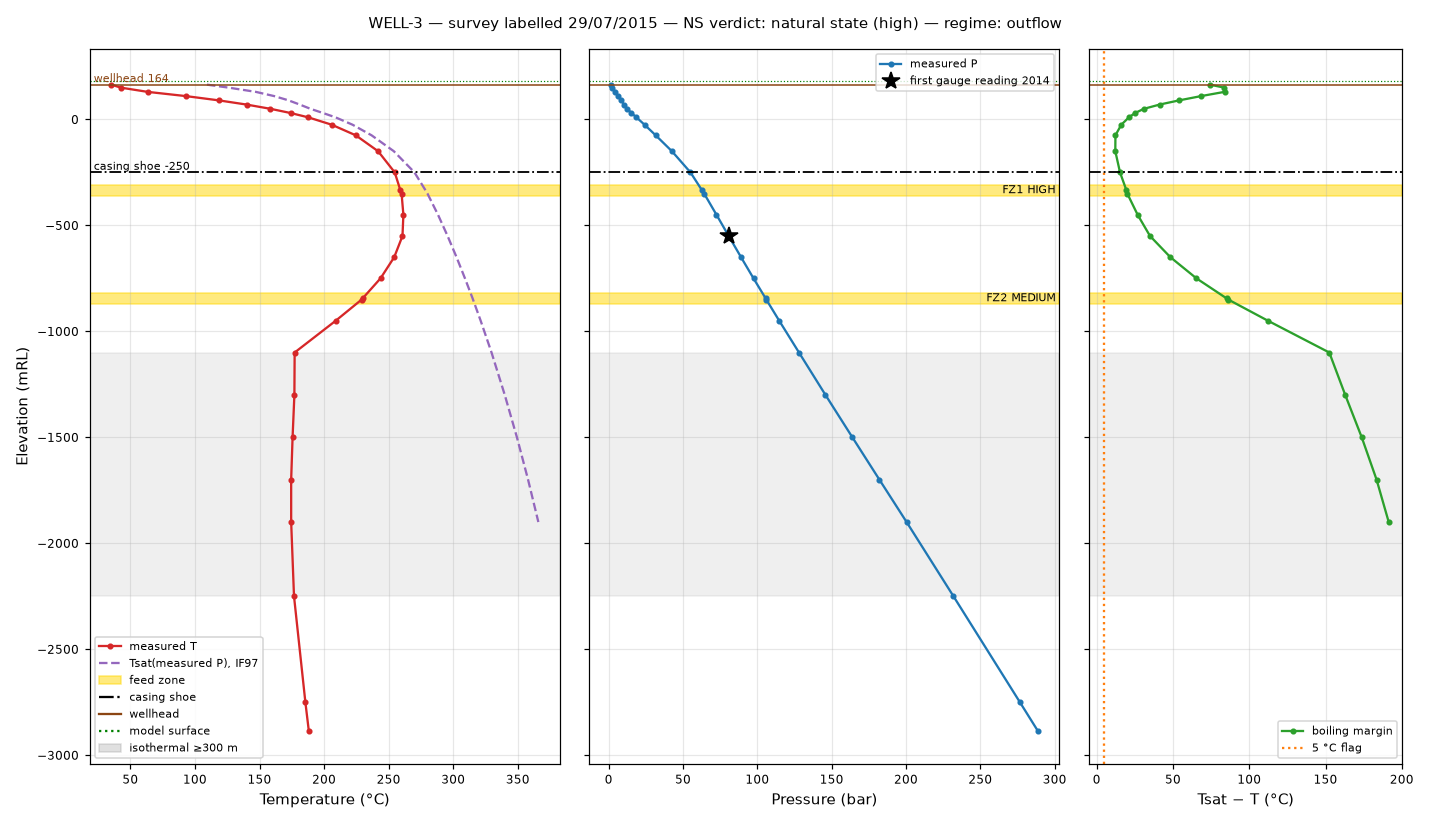 WELL-3 — survey labelled 29/07/2015 — NS verdict: natural state (high) — regime: outflow
wellhead 164
casing shoe -250
measured P
first gauge reading 2014
FZ1 HIGH
FZ2 MEDIUM
Elevation (mRL)
0
−500
−1000
−1500
−2000
−2500
−3000
measured T
Tsat(measured P), IF97
feed zone
casing shoe
wellhead
model surface
isothermal ≥300 m
boiling margin
5 °C flag
50 100 150 200 250 300 350
0 50 100 150 200 250 300
0 50 100 150 200
Temperature (°C)
Pressure (bar)
Tsat − T (°C)